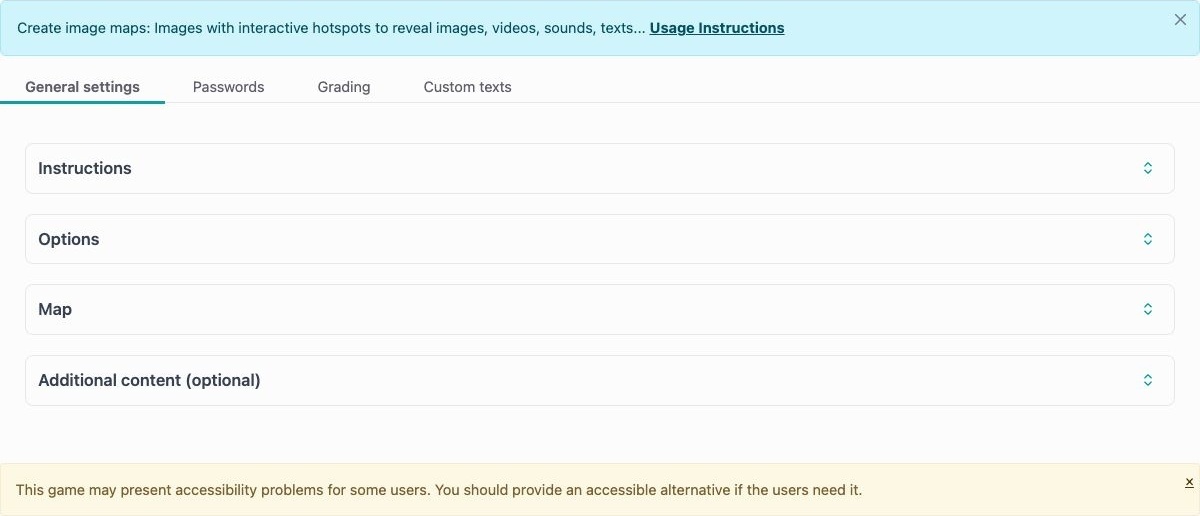 Create image maps: Images with interactive hotspots to reveal images, videos, sounds, texts... Usage Instructions
General settings Passwords Grading Custom texts
Instructions
Options
Map
Additional content (optional)
This game may present accessibility problems for some users. You should provide an accessible alternative if the users need it. x